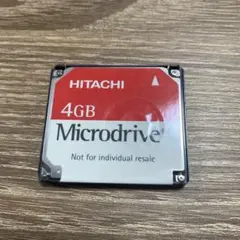 HITACHI
4GB
Microdrive
Not for individual resale